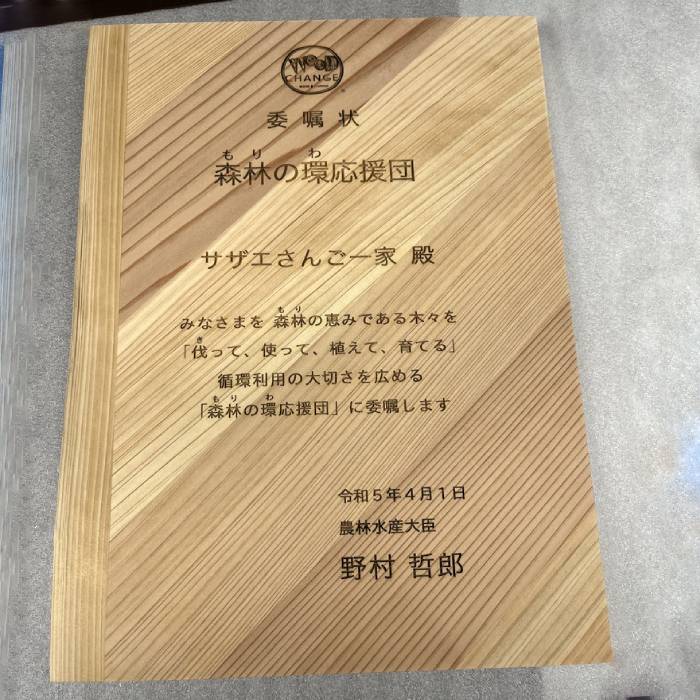 WOOD
CHANGE
委嘱状
もり わ
森林の環応援団
サザエさんご一家 殿
もり
みなさまを 森林の恵みである木々を
き
「伐って、使って、植えて、育てる」
循環利用の大切さを広める
もり わ
「森林の環応援団」に委嘱します
令和5年4月1日
農林水産大臣
野村 哲郎